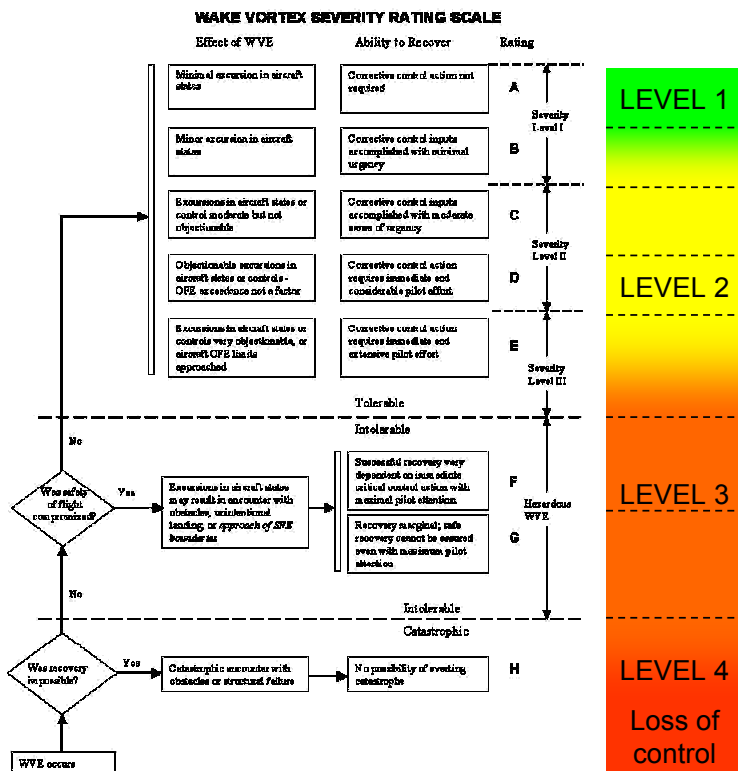 WAKE VORTEX SEVERITY RATING SCALE
Effect of WVE
Ability to Recover
Rating
Minimal excursion in aircraft
states
Corrective control action not
required
A
Minor excursion in aircraft
states
Corrective control inputs
accomplished with minimal
urgency
B
Severity
Level I
Excursions in aircraft states or
control moderate but not
objectionable
Corrective control inputs
accomplished with moderate
sense of urgency
C
Objectionable excursions in
aircraft states or controls -
OFE exceedence not a factor
Corrective control action
requires immediate and
considerable pilot effort
D
Severity
Level II
Excursions in aircraft states or
controls very objectionable, or
aircraft OFE limits
approached
Corrective control action
requires immediate and
extensive pilot effort
E
Severity
Level III
Tolerable
Intolerable
No
Was safety
of flight
compromized?
Yes
Excursions in aircraft states
may result in encounter with
obstacles, unintentional
landing, or approach of SFE
boundaries
Successful recovery very
dependent on immediate
critical control action with
maximal pilot attention
F
Recovery marginal; safe
recovery cannot be assured
even with maximum pilot
attention
G
Hazardous
WVE
No
Intolerable
Catastrophic
Was recovery
impossible?
Yes
Catastrophic encounter with
obstacles or structural failure
No possibility of averting
catastrophe
H
WVE occurs
LEVEL 1
LEVEL 2
LEVEL 3
LEVEL 4
Loss of
control